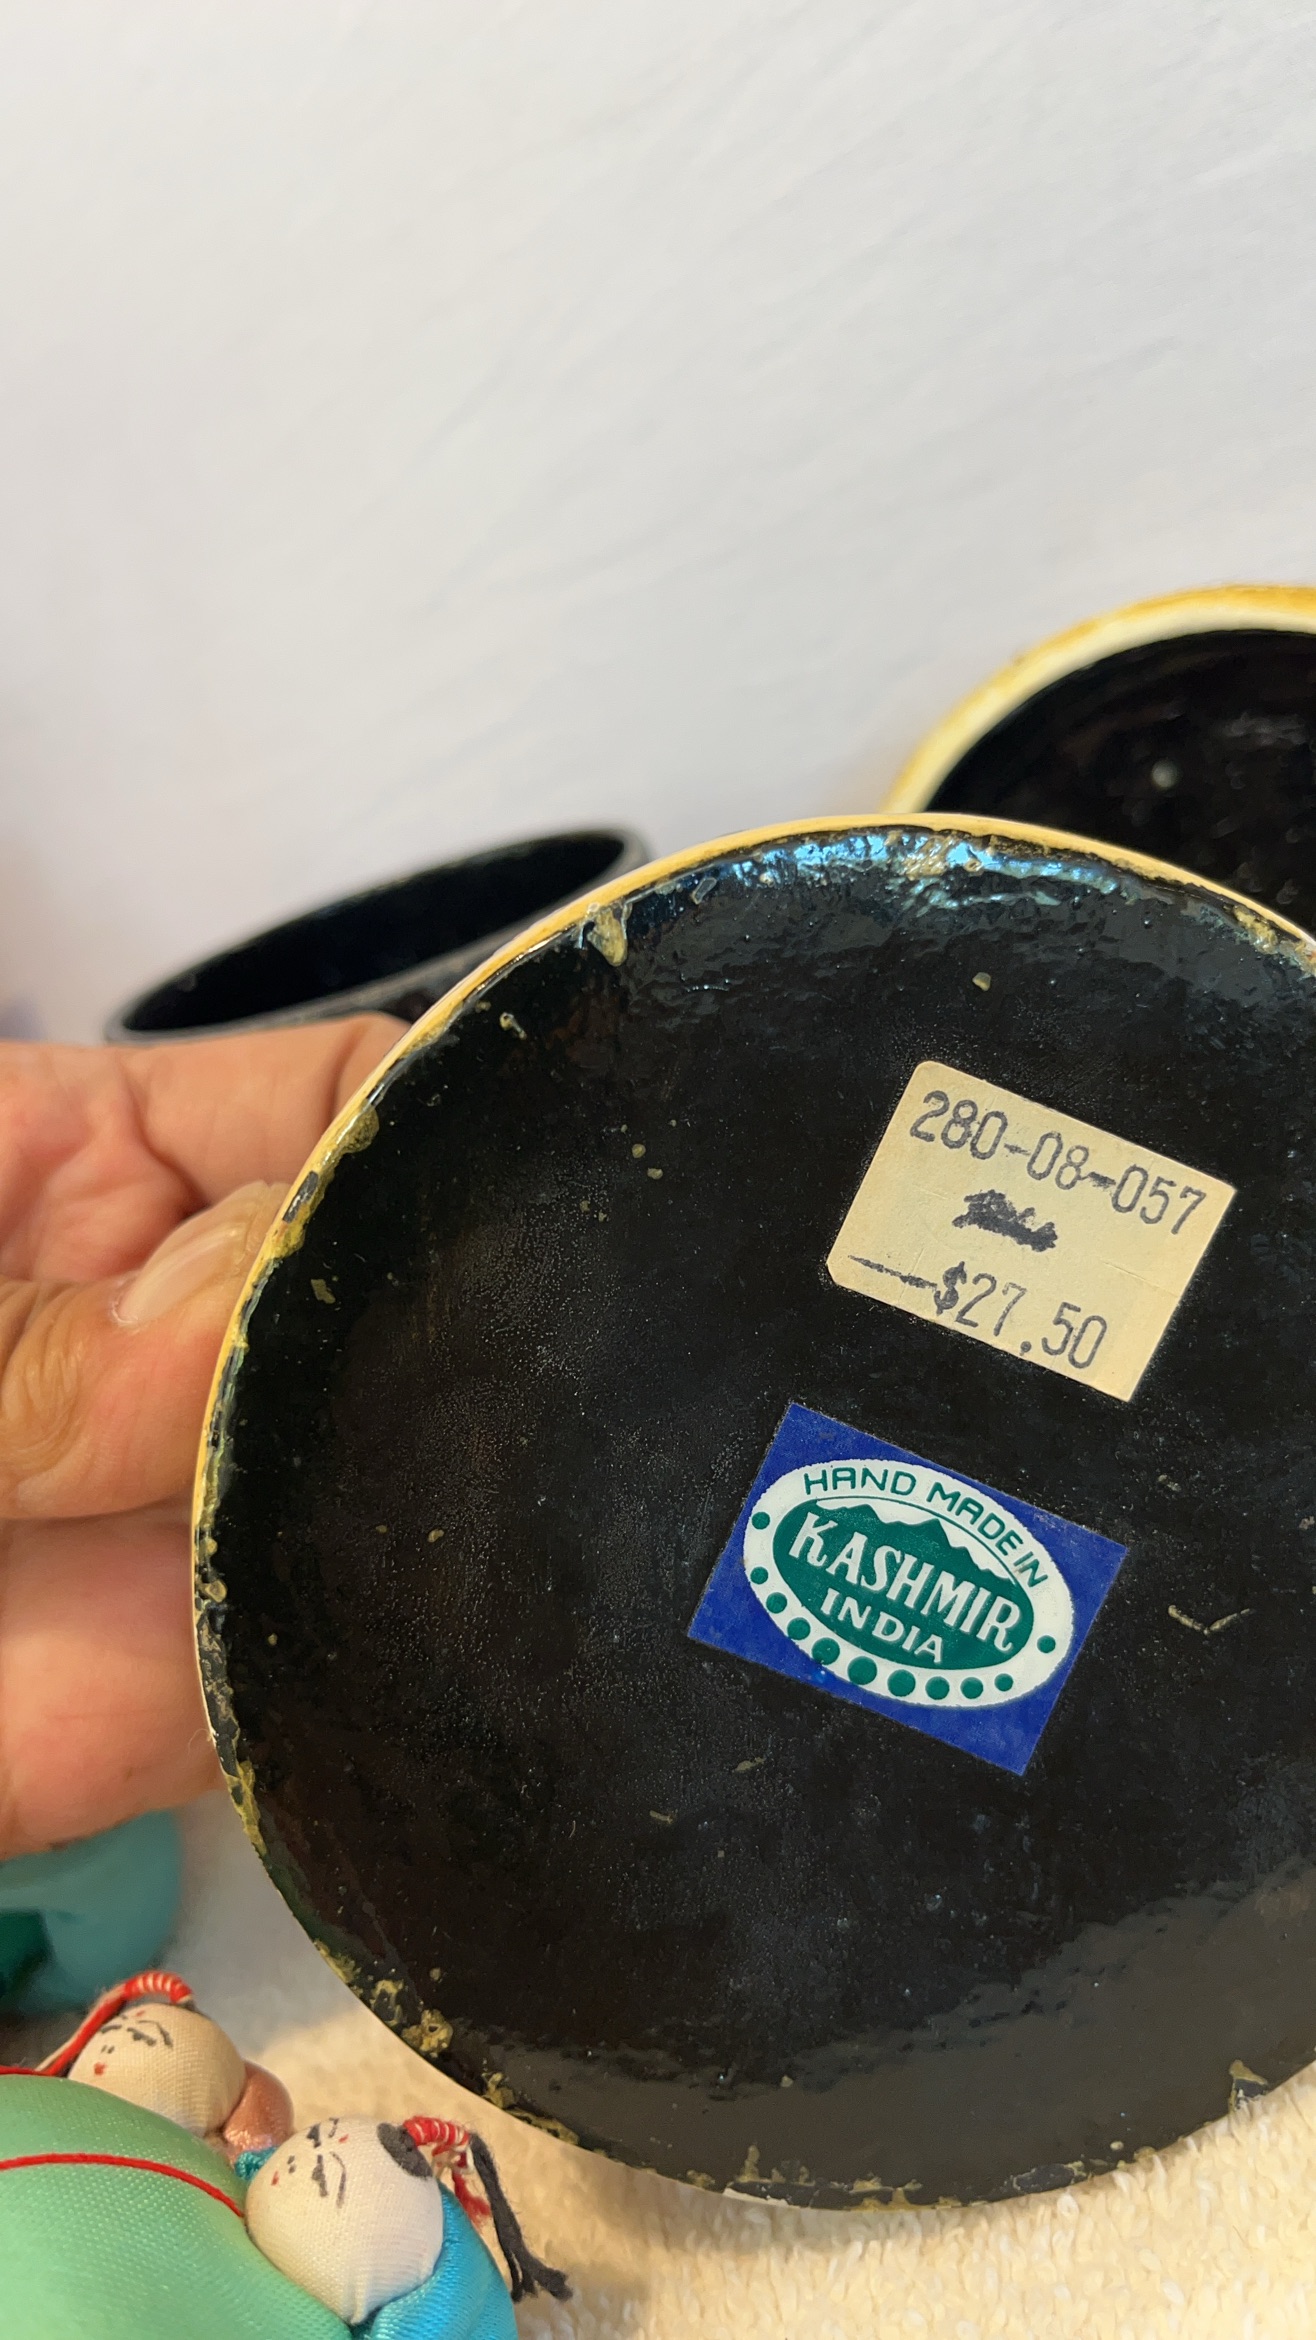 280-08-057
$27.50
HAND MADE IN
KASHMIR
INDIA